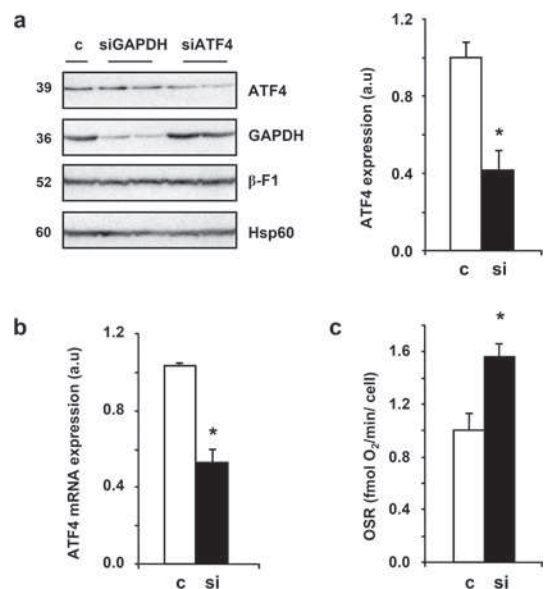 a
c siGAPDH siATF4
39 ATF4
36 GAPDH
52 β-F1
60 Hsp60
ATF4 expression (a.u)
1.2
0.8
0.4
0.0
*
c si
b
ATF4 mRNA expression (a.u)
1.2
0.8
0.4
0.0
*
c si
c
OSR (fmol O₂/min/ cell)
1.6
1.2
0.8
0.4
0.0
*
c si